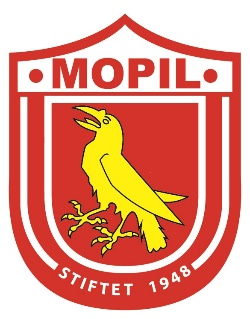 • MOPIL •
STIFTET 1948